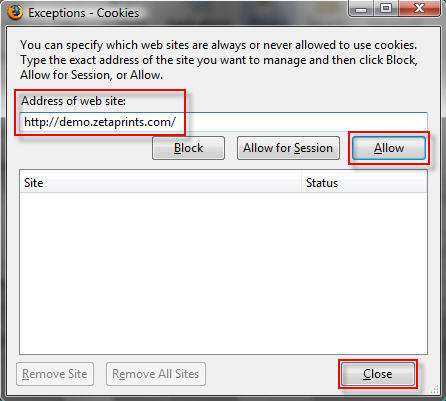 Exceptions - Cookies
You can specify which web sites are always or never allowed to use cookies.
Type the exact address of the site you want to manage and then click Block,
Allow for Session, or Allow.
Address of web site:
http://demo.zetaprints.com/
Block Allow for Session Allow
Site Status
Remove Site Remove All Sites Close